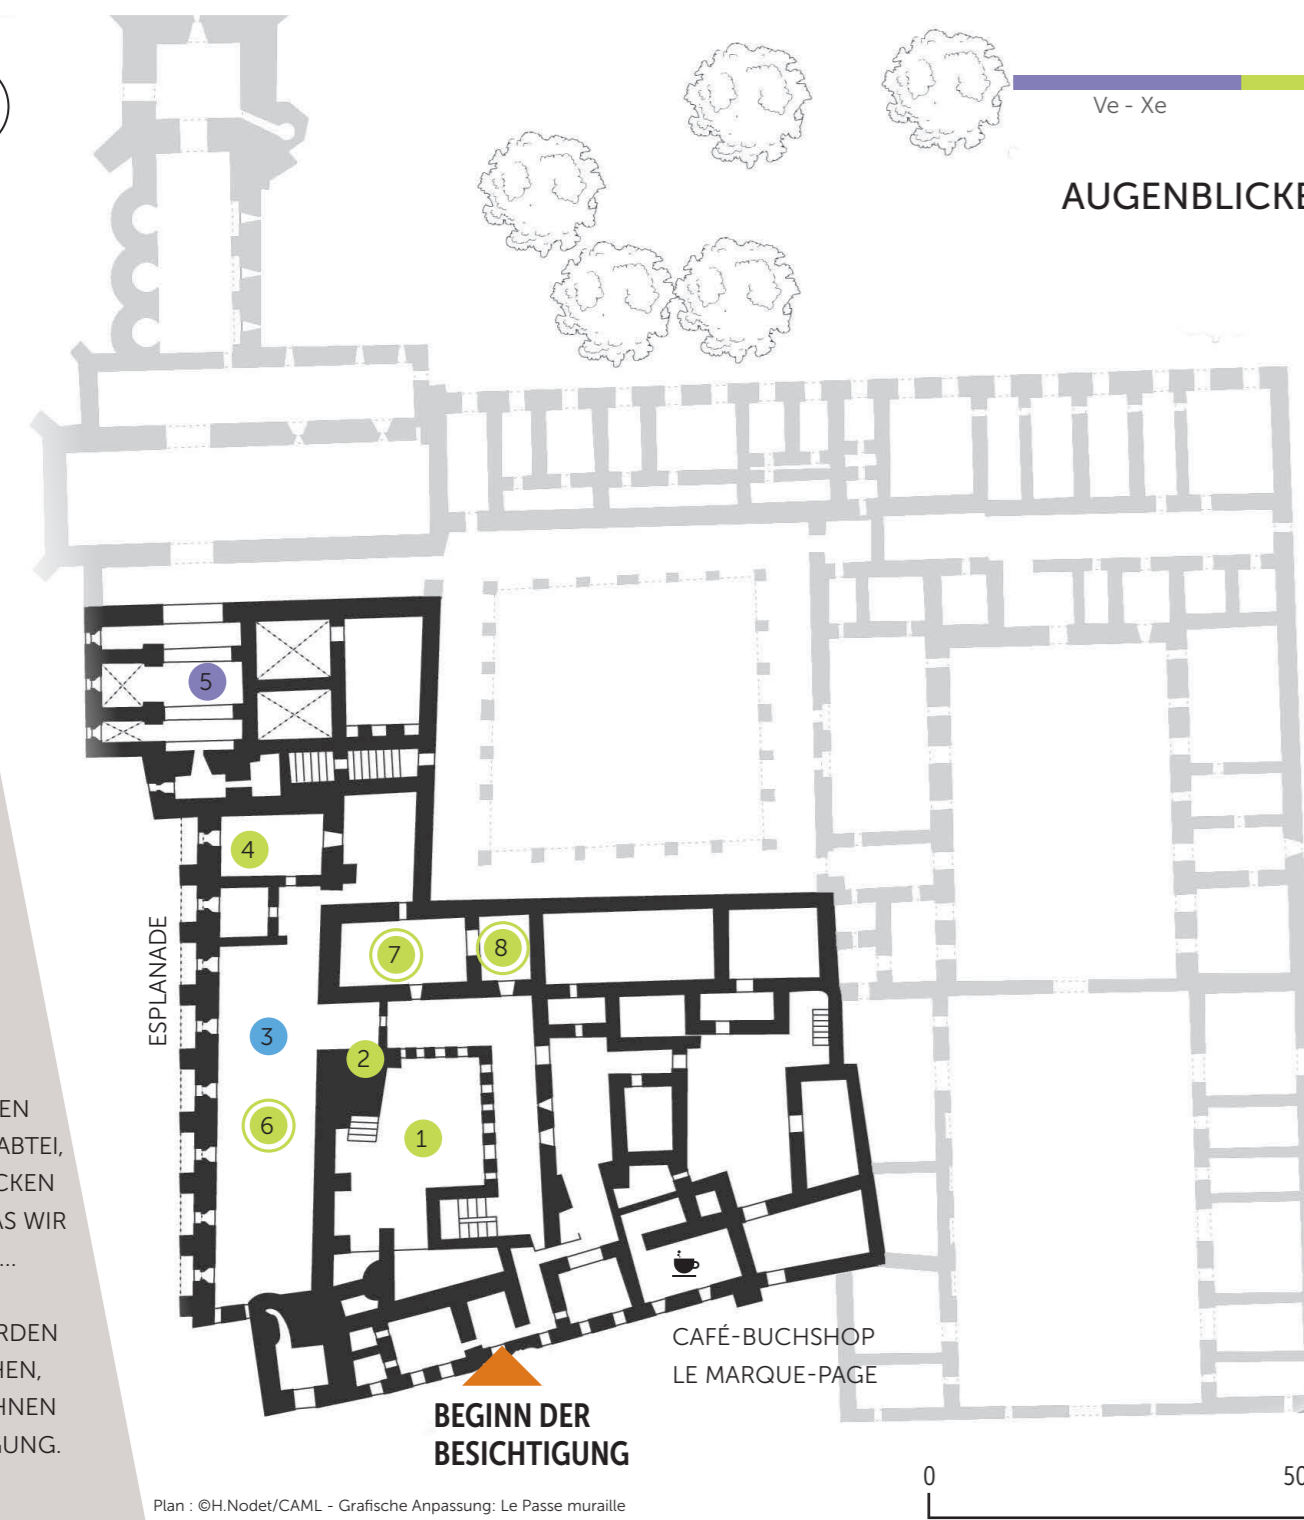 Ve - Xe
AUGENBLICKE
5
4
ESPLANADE
7
8
3
2
6
1
EN
ABTEI,
CKEN
AS WIR
...
RDEN
HEN,
HNEN
GUNG.
CAFÉ-BUCHSHOP
LE MARQUE-PAGE
BEGINN DER
BESICHTIGUNG
0
50
Plan : ©H.Nodet/CAML - Grafische Anpassung: Le Passe muraille